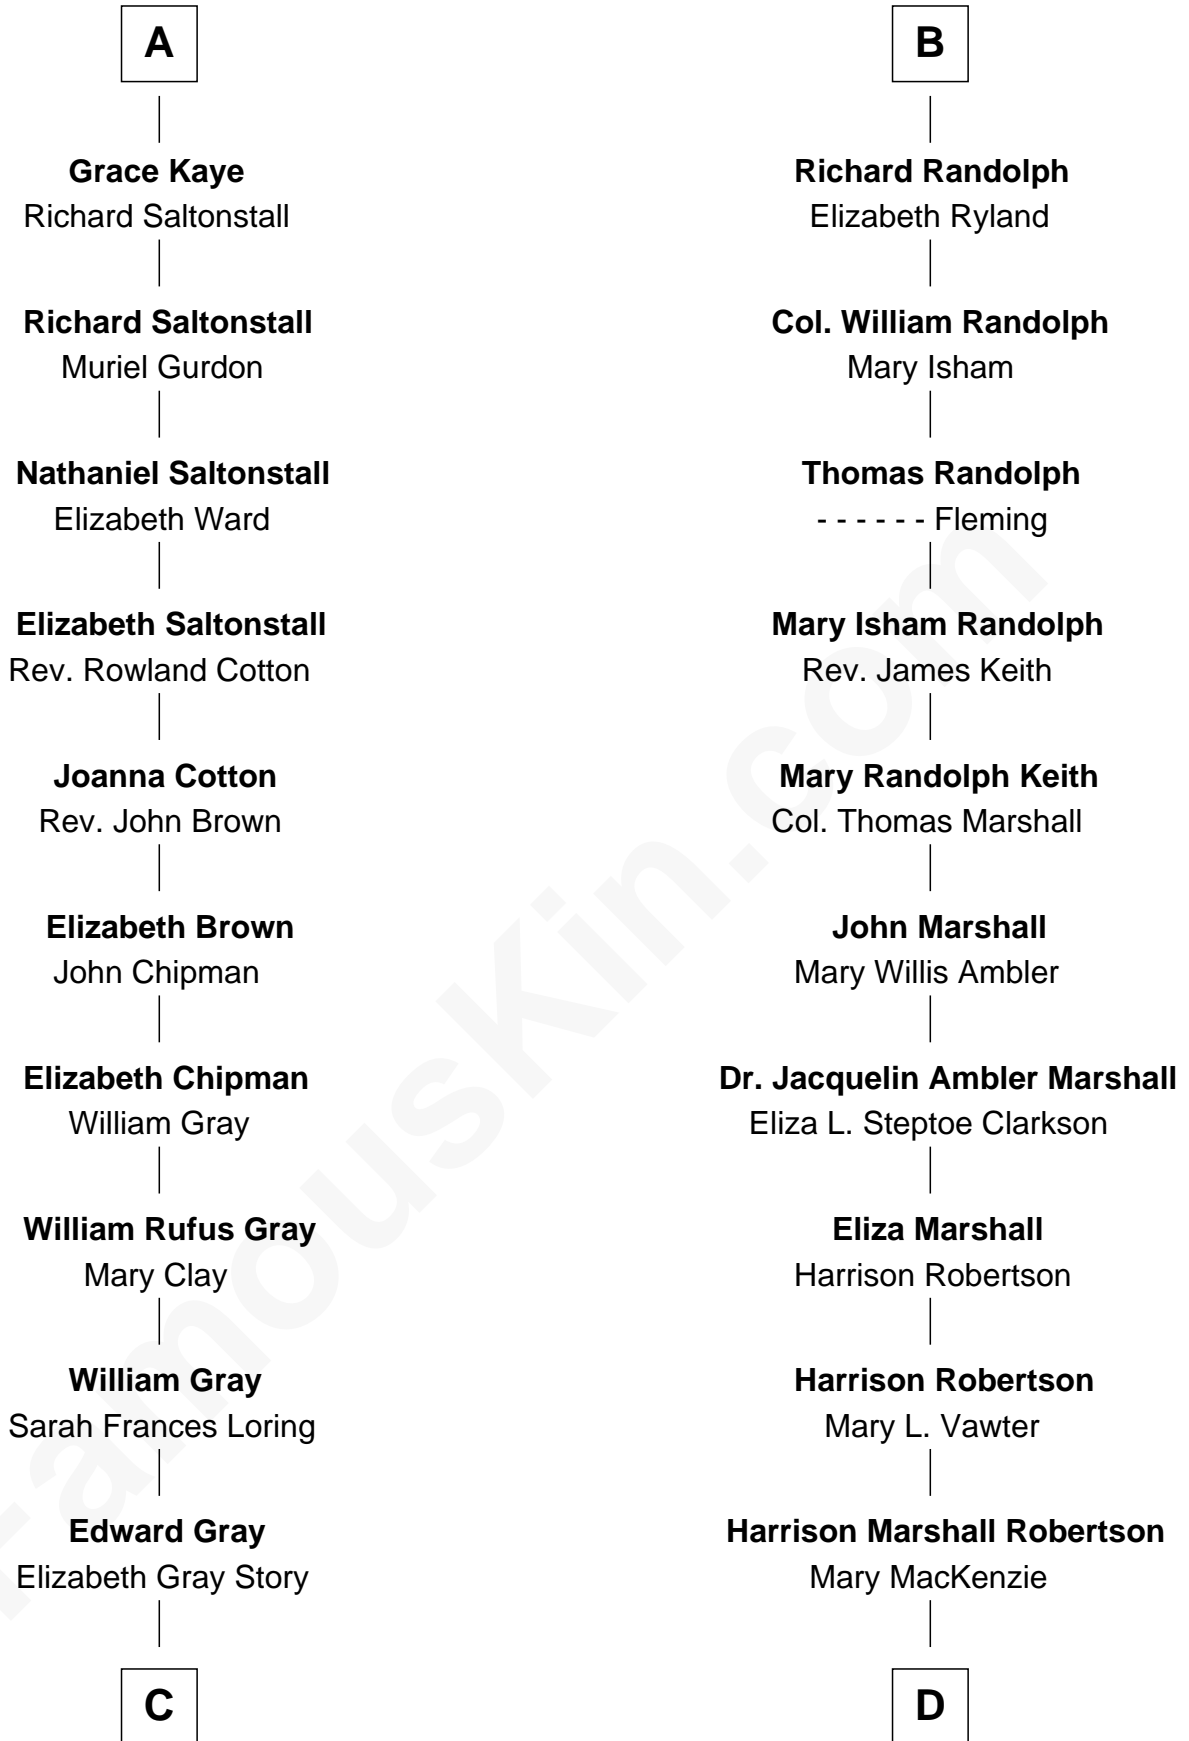 A
Grace Kaye
Richard Saltonstall
Richard Saltonstall
Muriel Gurdon
Nathaniel Saltonstall
Elizabeth Ward
Elizabeth Saltonstall
Rev. Rowland Cotton
Joanna Cotton
Rev. John Brown
Elizabeth Brown
John Chipman
Elizabeth Chipman
William Gray
William Rufus Gray
Mary Clay
William Gray
Sarah Frances Loring
Edward Gray
Elizabeth Gray Story
C
B
Richard Randolph
Elizabeth Ryland
Col. William Randolph
Mary Isham
Thomas Randolph
- - - - - - Fleming
Mary Isham Randolph
Rev. James Keith
Mary Randolph Keith
Col. Thomas Marshall
John Marshall
Mary Willis Ambler
Dr. Jacquelin Ambler Marshall
Eliza L. Steptoe Clarkson
Eliza Marshall
Harrison Robertson
Harrison Robertson
Mary L. Vawter
Harrison Marshall Robertson
Mary MacKenzie
D
FamousKin.com